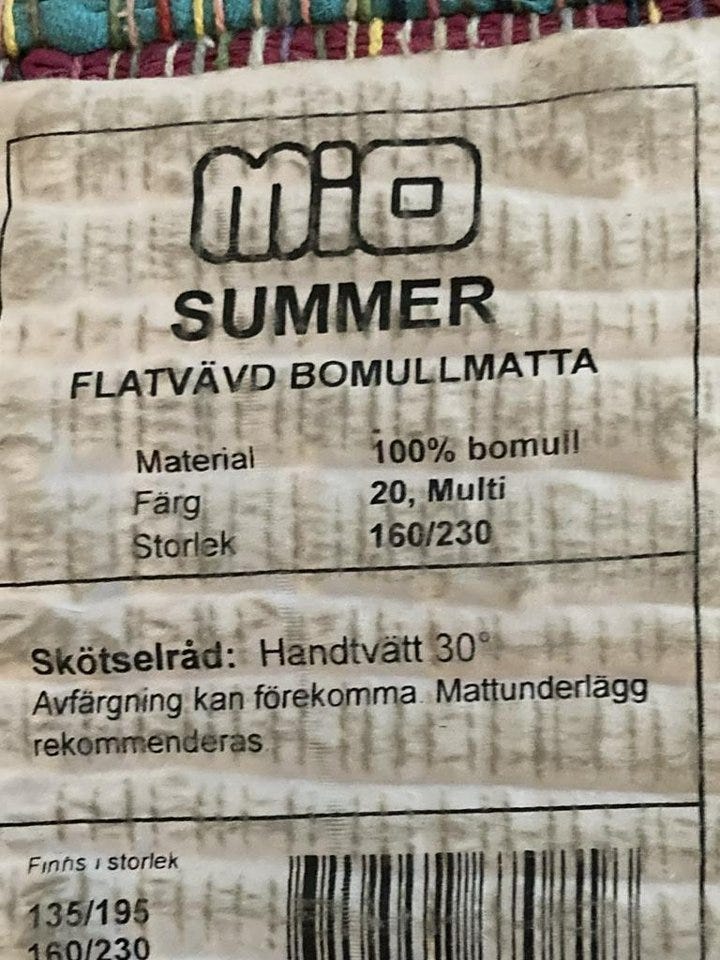 mio
SUMMER
FLATVÄVD BOMULLMATTA
Material 100% bomull
Färg 20, Multi
Storlek 160/230
Skötselråd: Handtvätt 30°
Avfärgning kan förekomma. Mattunderlägg
rekommenderas
Finns i storlek
135/195
160/230